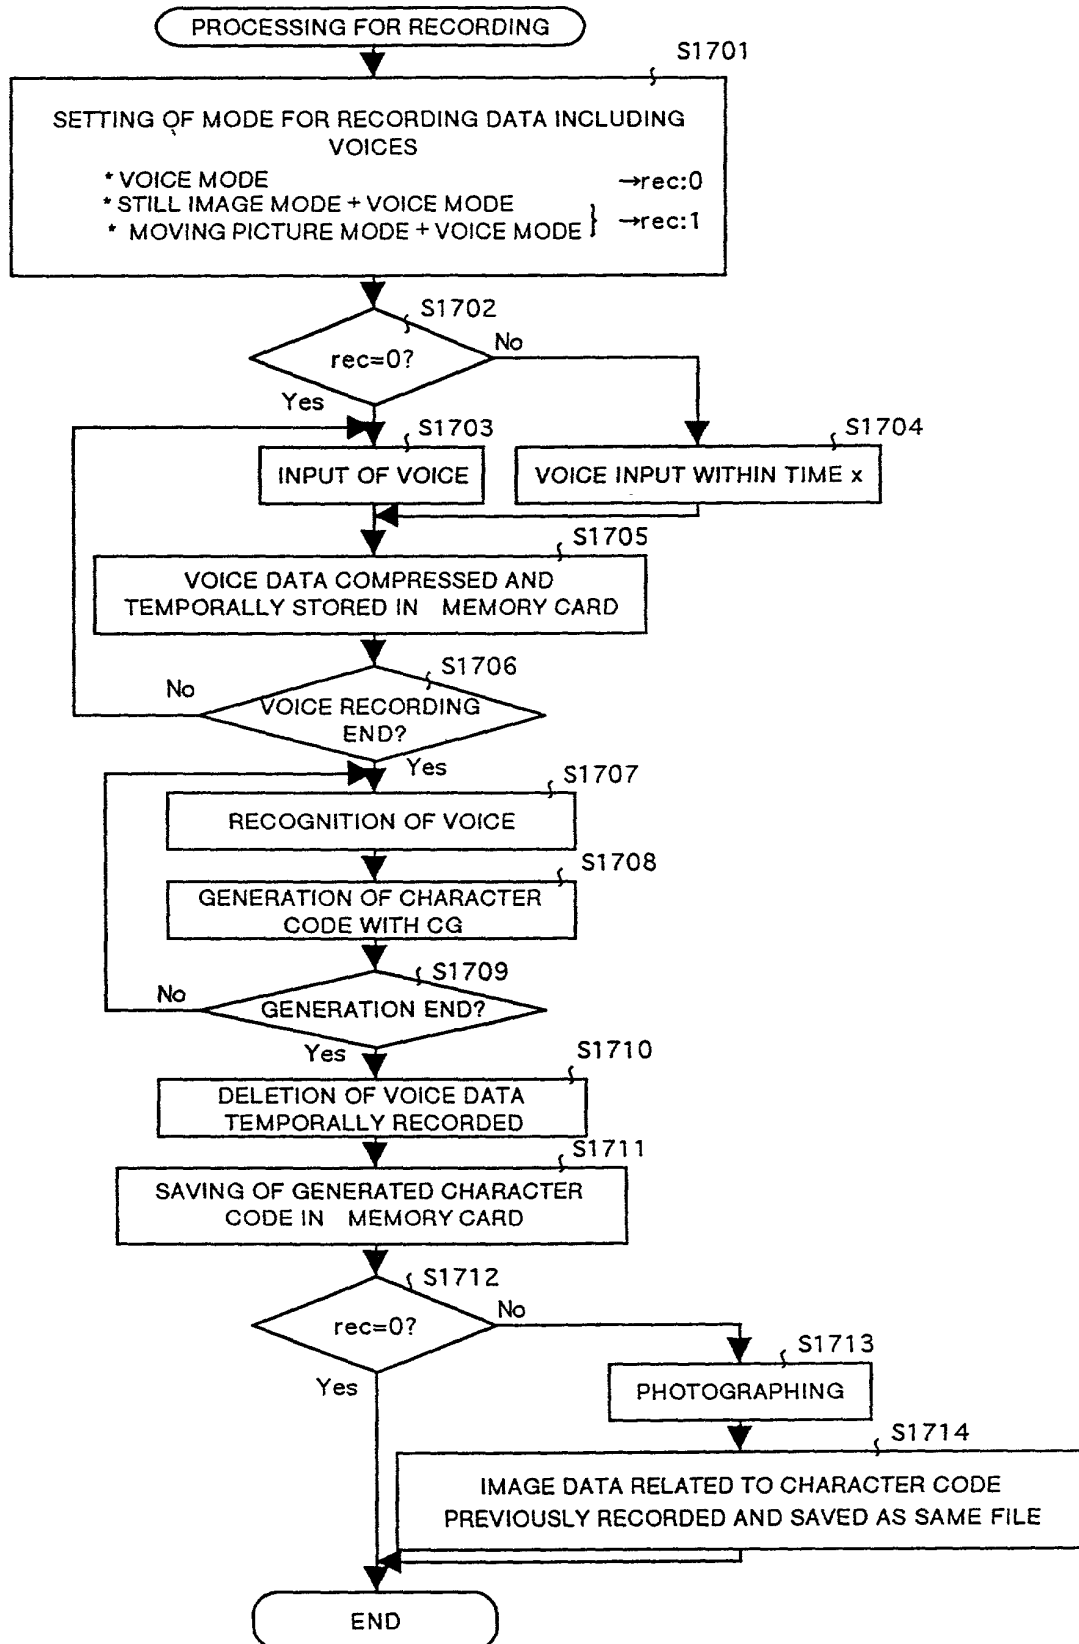 PROCESSING FOR RECORDING
S1701
SETTING OF MODE FOR RECORDING DATA INCLUDING
VOICES
* VOICE MODE →rec:0
* STILL IMAGE MODE + VOICE MODE
* MOVING PICTURE MODE + VOICE MODE } →rec:1
S1702
rec=0?
No
Yes
S1703
S1704
INPUT OF VOICE
VOICE INPUT WITHIN TIME x
S1705
VOICE DATA COMPRESSED AND
TEMPORALLY STORED IN MEMORY CARD
S1706
No
VOICE RECORDING
END?
Yes
S1707
RECOGNITION OF VOICE
S1708
GENERATION OF CHARACTER
CODE WITH CG
S1709
No
GENERATION END?
Yes
S1710
DELETION OF VOICE DATA
TEMPORALLY RECORDED
S1711
SAVING OF GENERATED CHARACTER
CODE IN MEMORY CARD
S1712
No
rec=0?
Yes
S1713
PHOTOGRAPHING
S1714
IMAGE DATA RELATED TO CHARACTER CODE
PREVIOUSLY RECORDED AND SAVED AS SAME FILE
END